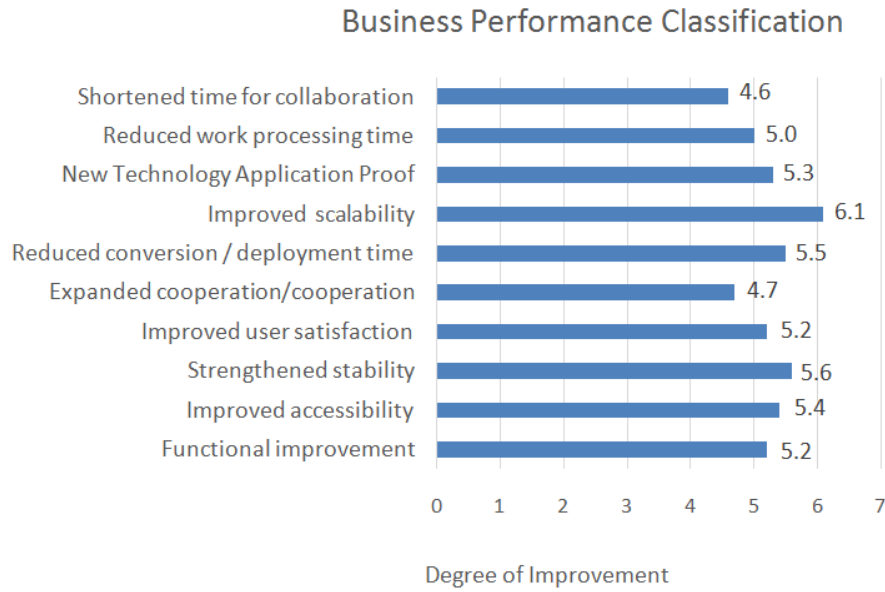 Business Performance Classification
Shortened time for collaboration 4.6
Reduced work processing time 5.0
New Technology Application Proof 5.3
Improved scalability 6.1
Reduced conversion / deployment time 5.5
Expanded cooperation/cooperation 4.7
Improved user satisfaction 5.2
Strengthened stability 5.6
Improved accessibility 5.4
Functional improvement 5.2
0 1 2 3 4 5 6 7
Degree of Improvement